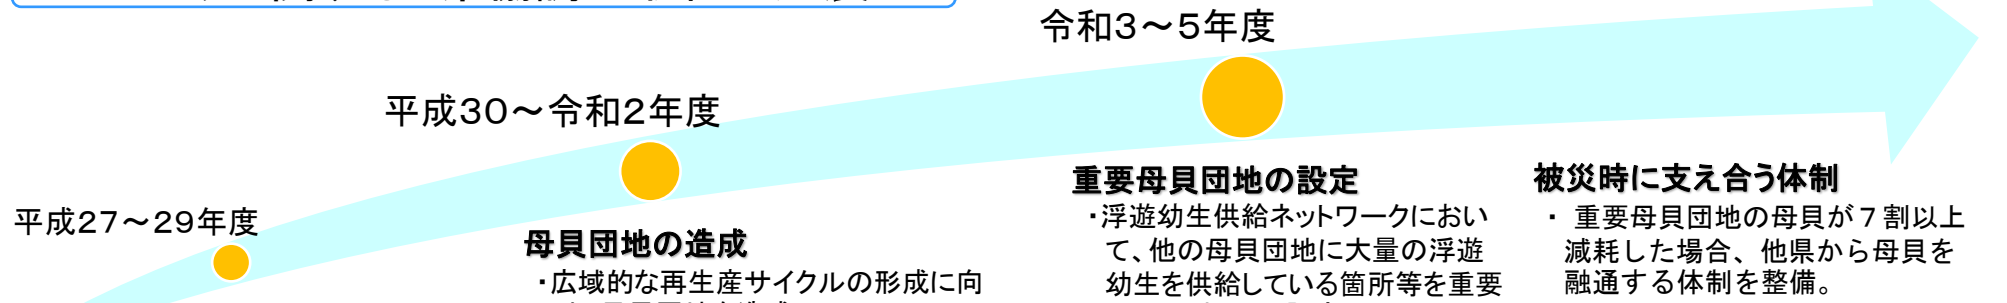 令和3～5年度
平成30～令和2年度
平成27～29年度
母貝団地の造成
・広域的な再生産サイクルの形成に向
重要母貝団地の設定
・浮遊幼生供給ネットワークにおい
て、他の母貝団地に大量の浮遊
幼生を供給している箇所等を重要
被災時に支え合う体制
・ 重要母貝団地の母貝が７割以上
減耗した場合、他県から母貝を
融通する体制を整備。